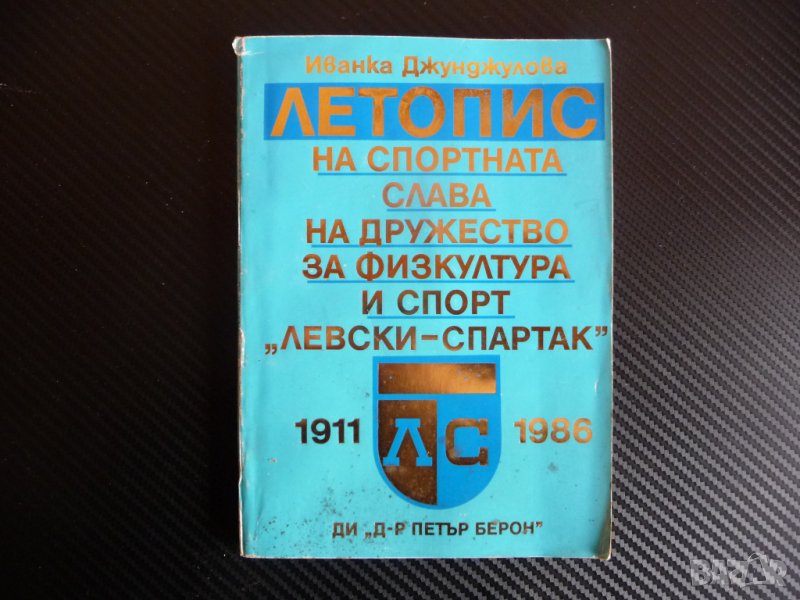 Иванка Джунджулова
ЛЕТОПИС
НА СПОРТНАТА
СЛАВА
НА ДРУЖЕСТВО
ЗА ФИЗКУЛТУРА
И СПОРТ
„ЛЕВСКИ–СПАРТАК”
1911 ЛС 1986
ДИ „Д-Р ПЕТЪР БЕРОН”
BAZAR